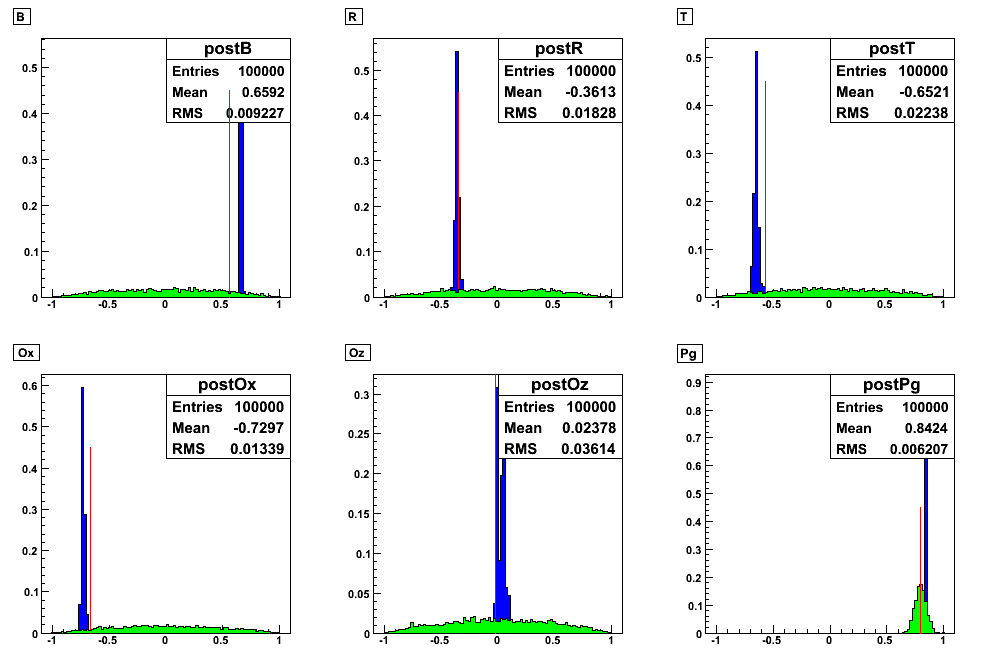 B
postB
Entries 100000
Mean 0.6592
RMS 0.009227
0.5
0.4
0.3
0.2
0.1
0
-1 -0.5 0 0.5 1
R
postR
Entries 100000
Mean -0.3613
RMS 0.01828
0.5
0.4
0.3
0.2
0.1
0
-1 -0.5 0 0.5 1
T
postT
Entries 100000
Mean -0.6521
RMS 0.02238
0.5
0.4
0.3
0.2
0.1
0
-1 -0.5 0 0.5 1
Ox
postOx
Entries 100000
Mean -0.7297
RMS 0.01339
0.6
0.5
0.4
0.3
0.2
0.1
0
-1 -0.5 0 0.5 1
Oz
postOz
Entries 100000
Mean 0.02378
RMS 0.03614
0.3
0.25
0.2
0.15
0.1
0.05
0
-1 -0.5 0 0.5 1
Pg
postPg
Entries 100000
Mean 0.8424
RMS 0.006207
0.9
0.8
0.7
0.6
0.5
0.4
0.3
0.2
0.1
0
-1 -0.5 0 0.5 1